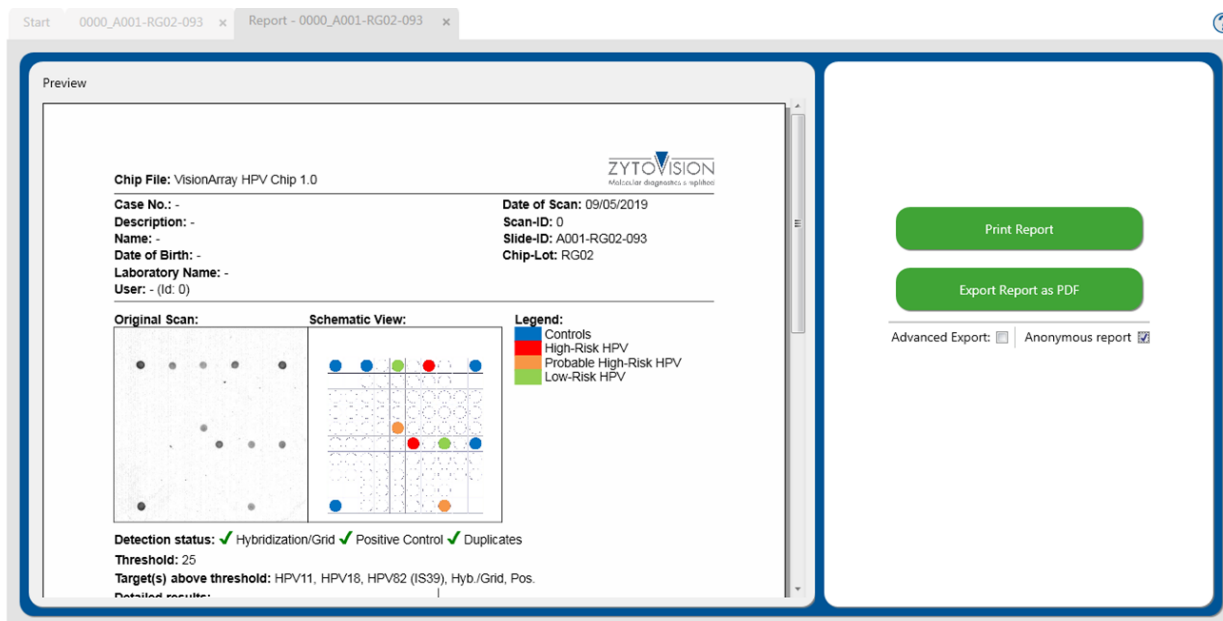 Start 0000_A001-RG02-093 × Report - 0000_A001-RG02-093 ×
Preview
ZYTOVISION
Molecular diagnostics simplified
Chip File: VisionArray HPV Chip 1.0
Case No.: - Date of Scan: 09/05/2019
Description: - Scan-ID: 0
Name: - Slide-ID: A001-RG02-093
Date of Birth: - Chip-Lot: RG02
Laboratory Name: -
User: - (Id: 0)
Original Scan: Schematic View: Legend:
Controls
High-Risk HPV
Probable High-Risk HPV
Low-Risk HPV
Detection status: ✓ Hybridization/Grid ✓ Positive Control ✓ Duplicates
Threshold: 25
Target(s) above threshold: HPV11, HPV18, HPV82 (IS39), Hyb./Grid, Pos.
Detailed results:
Print Report
Export Report as PDF
Advanced Export: Anonymous report